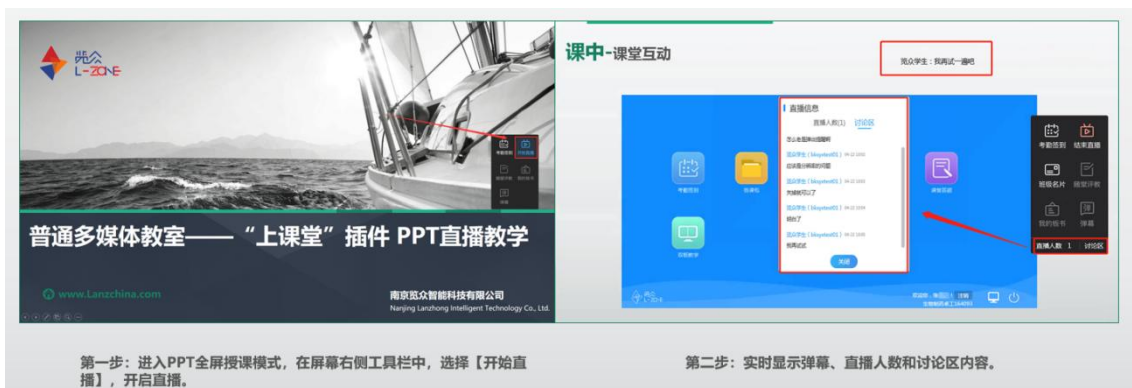 览众
L-ZONE
考勤签到 开始直播
普通多媒体教室—— “上课堂”插件 PPT直播教学
www.Lanzchina.com
南京览众智能科技有限公司
Nanjing Lanzhong Intelligent Technology Co., Ltd.
第一步：进入PPT全屏授课模式，在屏幕右侧工具栏中，选择【开始直
播】，开启直播。
课中-课堂互动
览众学生：我再试一遍吧
直播信息
直播人数(1) 讨论区
关闭
考勤签到 结束直播
班级名片 随堂评教
我的板书 弹幕
直播人数 1 讨论区
第二步：实时显示弹幕、直播人数和讨论区内容。